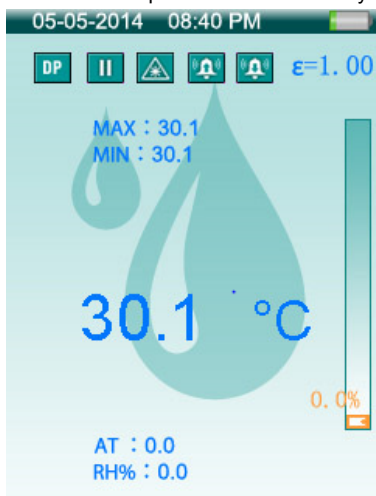 05-05-2014 08:40 PM
DP ε=1.00
MAX : 30.1
MIN : 30.1
30.1 °C
0.0%
AT : 0.0
RH% : 0.0